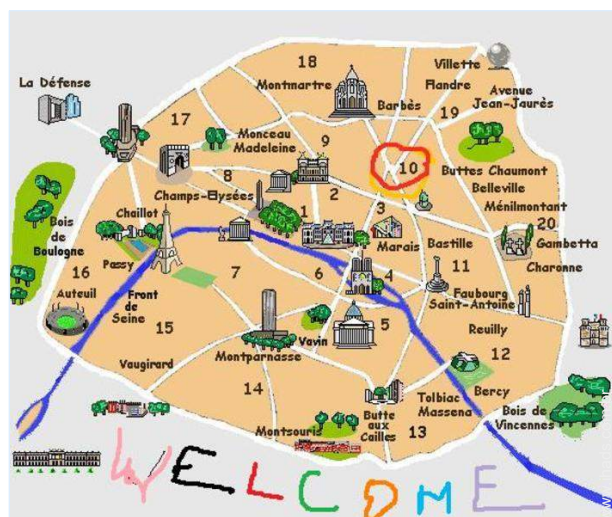 18
Villette
La Défense
Montmartre
Flandre
Avenue
Jean-Jaurès
Barbès
19
17
Monceau
Madeleine
9
10
Buttes Chaumont
8
Champs-Elysées
2
Belleville
Ménilmontant
Chaillot
1
3
20
Bois
de
Boulogne
Marais
Bastille
Gambetta
16
Passy
7
6
4
11
Charonne
Auteuil
Front
de
Seine
Faubourg
Saint-Antoine
15
5
Reuilly
Vavin
Montparnasse
12
Vaugirard
14
Bercy
Tolbiac
Massena
Butte
aux
Cailles
Bois de
Vincennes
Montsouris
13
WELCOME